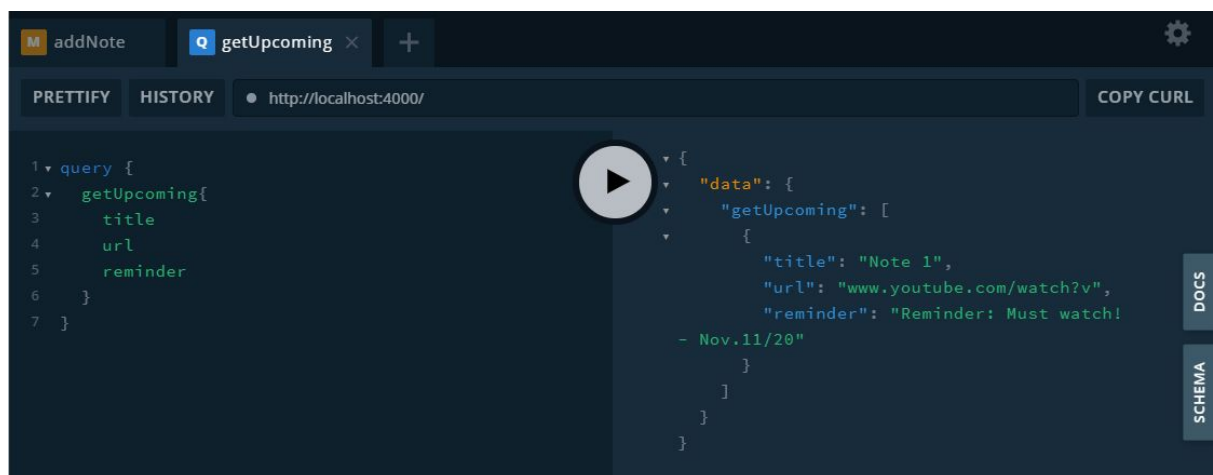 M addNote
Q getUpcoming × +
PRETTIFY HISTORY http://localhost:4000/ COPY CURL
1 query {
2 getUpcoming{
3 title
4 url
5 reminder
6 }
7 }
{
"data": {
"getUpcoming": [
{
"title": "Note 1",
"url": "www.youtube.com/watch?v",
"reminder": "Reminder: Must watch!
- Nov.11/20"
}
]
}
}
DOCS
SCHEMA